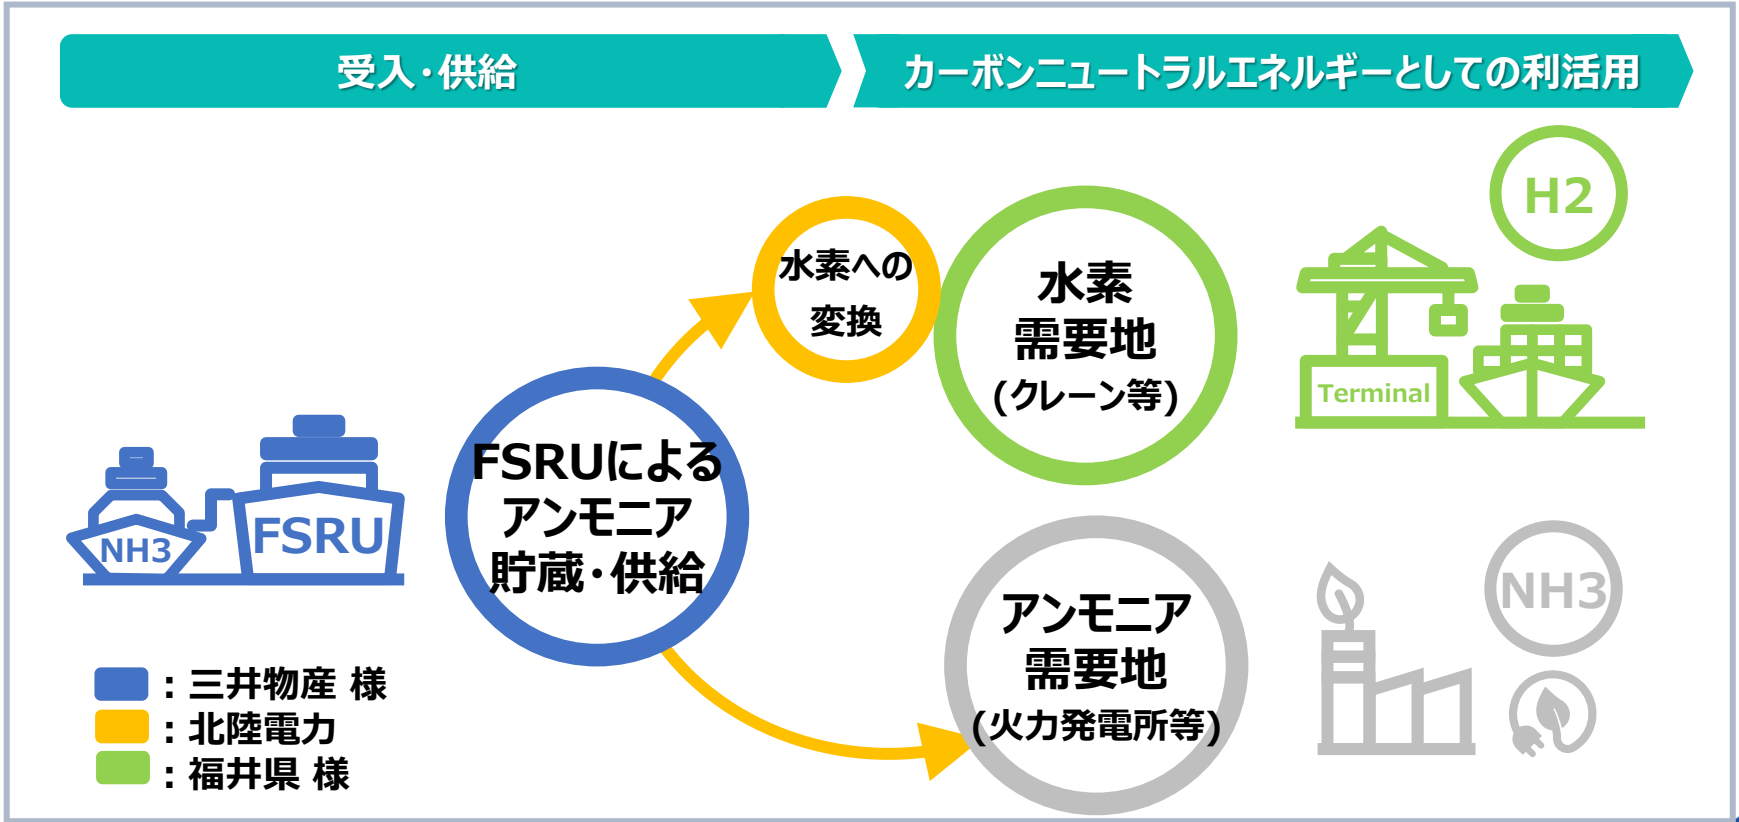 受入・供給
カーボンニュートラルエネルギーとしての利活用
H2
水素への
変換
水素
需要地
(クレーン等)
Terminal
NH3
FSRU
FSRUによる
アンモニア
貯蔵・供給
アンモニア
需要地
(火力発電所等)
NH3
：三井物産 様
：北陸電力
：福井県 様